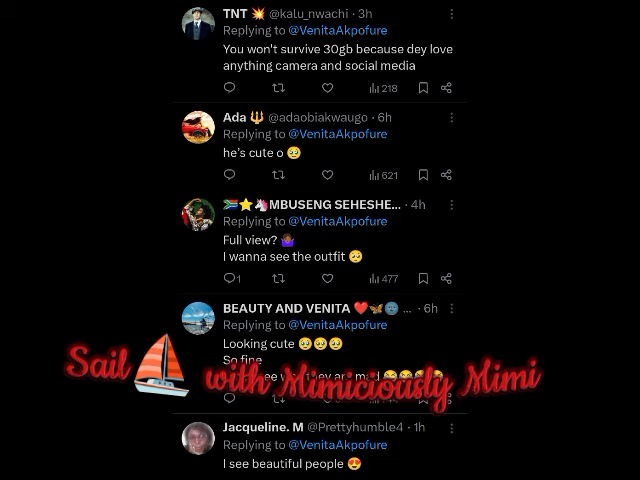 TNT 💥 @kalu_nwachi · 3h
Replying to @VenitaAkpofure
You won't survive 30gb because dey love
anything camera and social media
218
Ada 🔱 @adaobiakwaugo · 6h
Replying to @VenitaAkpofure
he's cute o 🥹
621
🇿🇦⭐🦄MBUSENG SEHESHE... · 4h
Replying to @VenitaAkpofure
Full view? 🤷🏾‍♀️
I wanna see the outfit 🥺
1 477
BEAUTY AND VENITA ❤️🦋🌚 ... · 6h
Replying to @VenitaAkpofure
Looking cute 🥹🥹🥹
So fine
Sail ⛵ with Mimiciously Mimi
Jacqueline. M @Prettyhumble4 · 1h
Replying to @VenitaAkpofure
I see beautiful people 😍